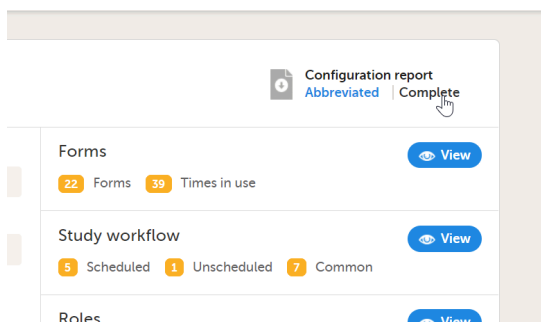 Configuration report
Abbreviated | Complete
Forms
View
22 Forms 39 Times in use
Study workflow
View
5 Scheduled 1 Unscheduled 7 Common
Roles
View